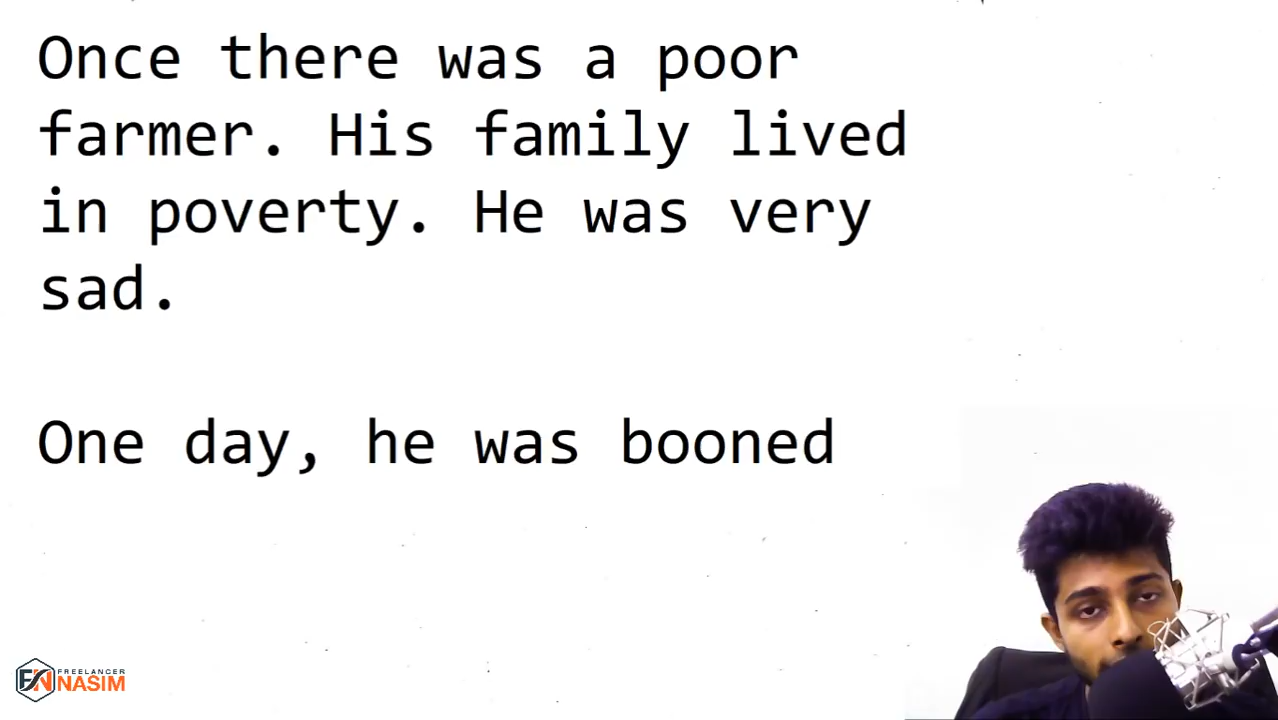 Once there was a poor
farmer. His family lived
in poverty. He was very
sad.
One day, he was booned
FREELANCER
NASIM